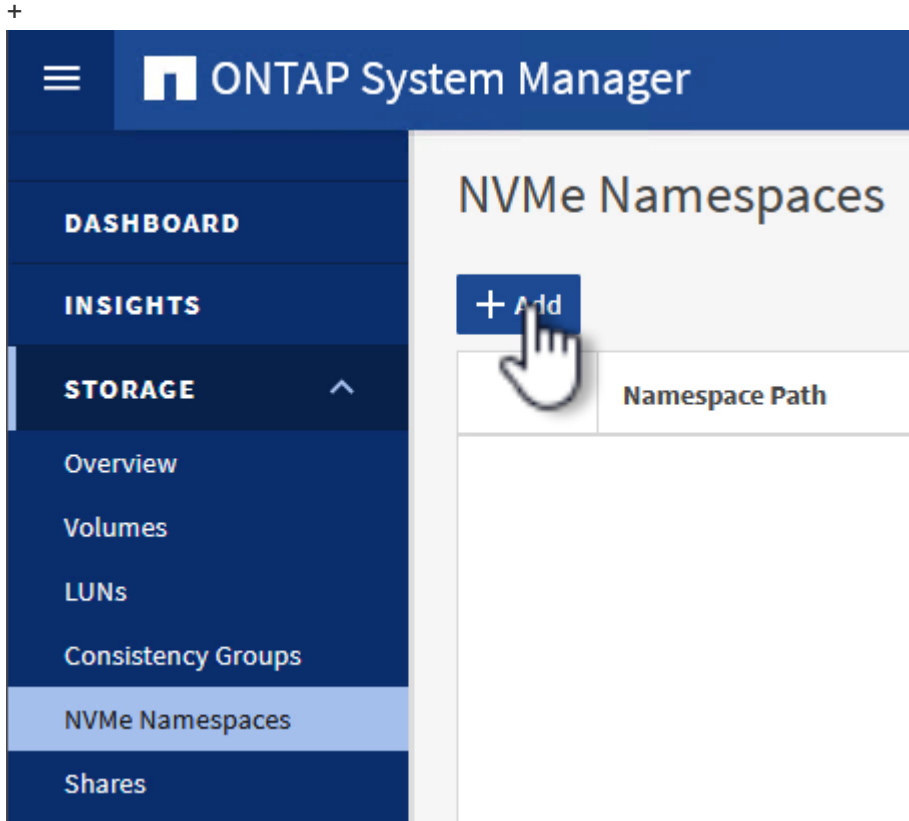 +
ONTAP System Manager
DASHBOARD
INSIGHTS
STORAGE
Overview
Volumes
LUNs
Consistency Groups
NVMe Namespaces
Shares
NVMe Namespaces
+ Add
Namespace Path